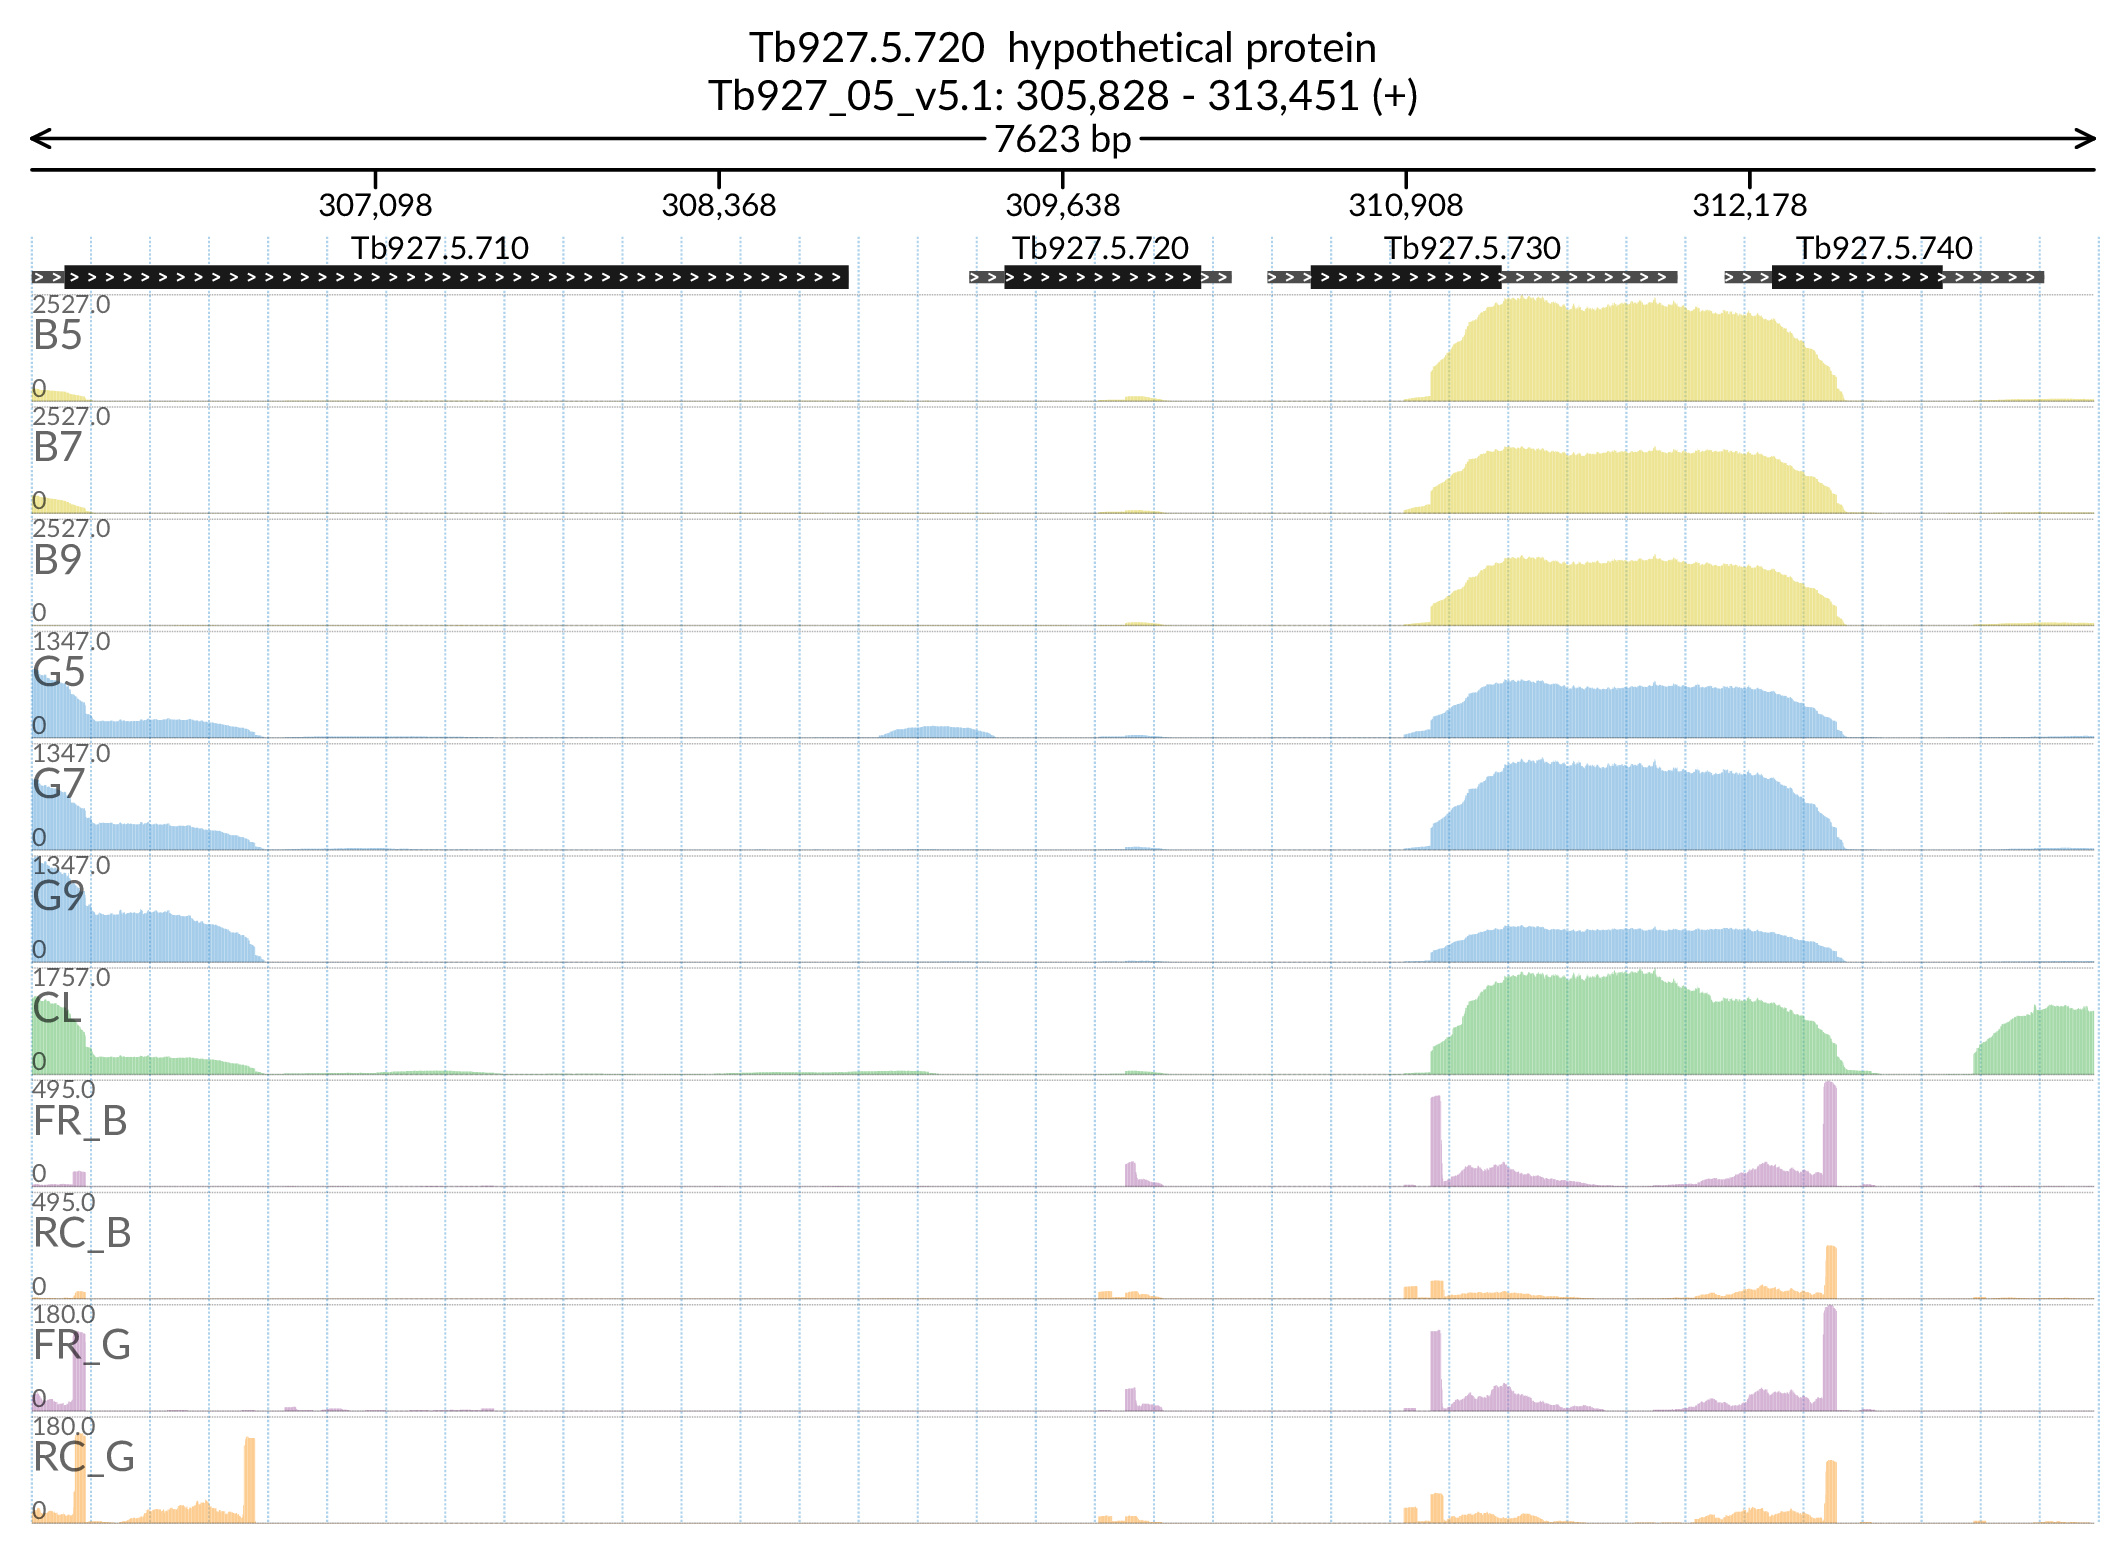 Tb927.5.720 hypothetical protein
Tb927_05_v5.1: 305,828 - 313,451 (+)
7623 bp
307,098 308,368 309,638 310,908 312,178
Tb927.5.710 Tb927.5.720 Tb927.5.730 Tb927.5.740
2527.0
B5
0
2527.0
B7
0
2527.0
B9
0
1347.0
G5
0
1347.0
G7
0
1347.0
G9
0
1757.0
CL
0
495.0
FR_B
0
495.0
RC_B
0
180.0
FR_G
0
180.0
RC_G
0